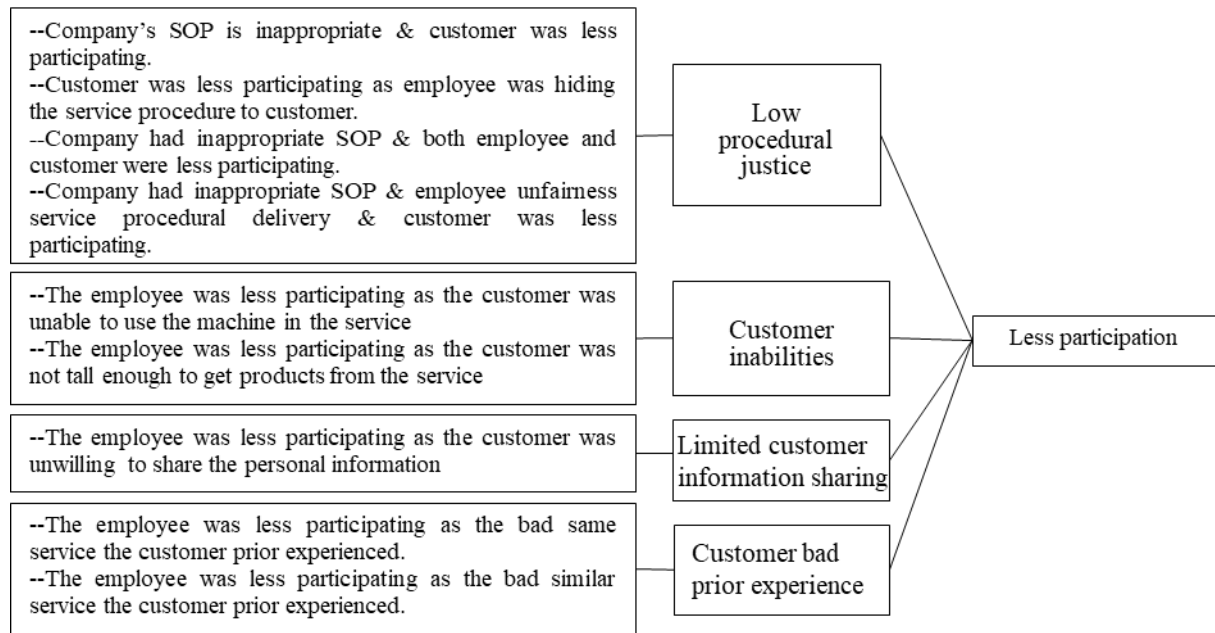 --Company's SOP is inappropriate & customer was less
participating.
--Customer was less participating as employee was hiding
the service procedure to customer.
--Company had inappropriate SOP & both employee and
customer were less participating.
--Company had inappropriate SOP & employee unfairness
service procedural delivery & customer was less
participating.
Low
procedural
justice
--The employee was less participating as the customer was
unable to use the machine in the service
--The employee was less participating as the customer was
not tall enough to get products from the service
Customer
inabilities
Less participation
--The employee was less participating as the customer was
unwilling to share the personal information
Limited customer
information sharing
--The employee was less participating as the bad same
service the customer prior experienced.
--The employee was less participating as the bad similar
service the customer prior experienced.
Customer bad
prior experience